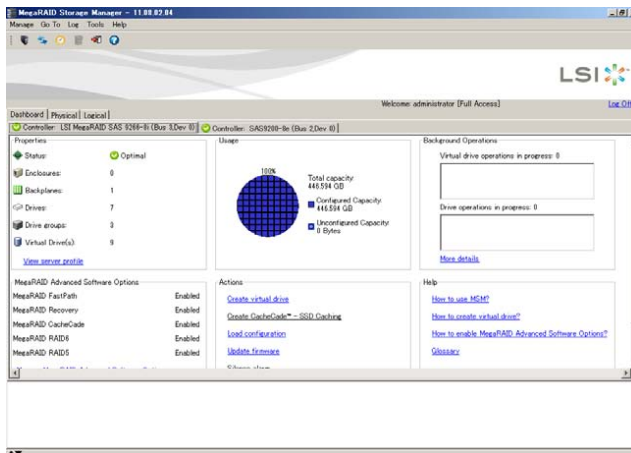 MegaRAID Storage Manager - 11.08.02.04
Manage Go To Log Tools Help
LSI
Welcome: administrator [Full Access] Log Off
Dashboard Physical Logical
Controller: LSI MegaRAID SAS 9266-8i (Bus 3,Dev 0) Controller: SAS9200-8e (Bus 2,Dev 0)
Properties
Status: Optimal
Enclosures: 0
Backplanes: 1
Drives: 7
Drive groups: 3
Virtual Drive(s): 9
View server profile
Usage
100%
Total capacity:
446.594 GB
Configured Capacity:
446.594 GB
Unconfigured Capacity:
0 Bytes
Background Operations
Virtual drive operations in progress: 0
Drive operations in progress: 0
More details.
MegaRAID Advanced Software Options
MegaRAID FastPath Enabled
MegaRAID Recovery Enabled
MegaRAID CacheCade Enabled
MegaRAID RAID6 Enabled
MegaRAID RAID5 Enabled
Actions
Create virtual drive
Create CacheCade™ - SSD Caching
Load configuration
Update firmware
Help
How to use MSM?
How to create virtual drive?
How to enable MegaRAID Advanced Software Options?
Glossary